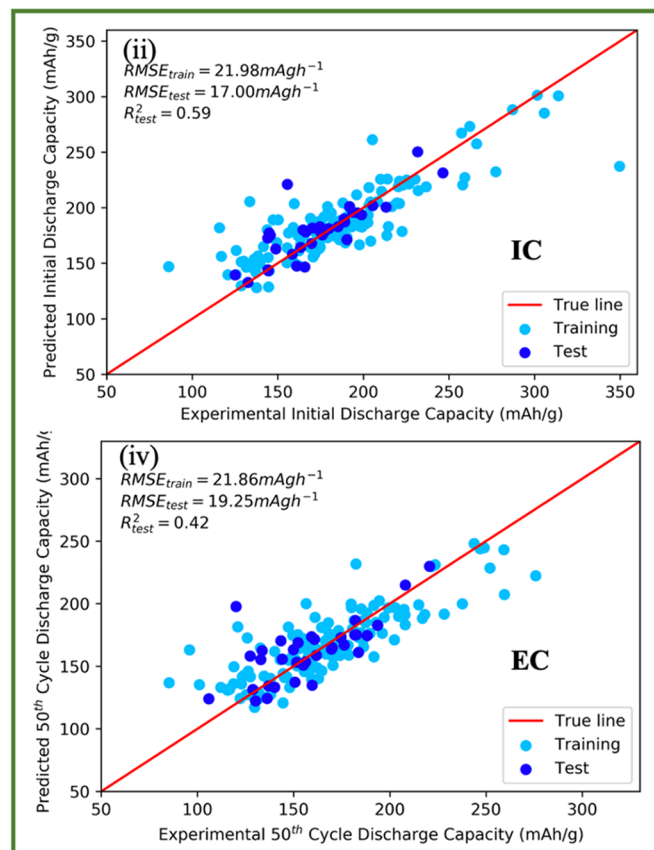 (ii)
RMSE_train = 21.98mAgh⁻¹
RMSE_test = 17.00mAgh⁻¹
R²_test = 0.59
IC
True line
Training
Test
350
300
250
200
150
100
50
50 100 150 200 250 300 350
Predicted Initial Discharge Capacity (mAh/g)
Experimental Initial Discharge Capacity (mAh/g)
(iv)
RMSE_train = 21.86mAgh⁻¹
RMSE_test = 19.25mAgh⁻¹
R²_test = 0.42
EC
True line
Training
Test
300
250
200
150
100
50
50 100 150 200 250 300
Predicted 50ᵗʰ Cycle Discharge Capacity (mAh/g
Experimental 50ᵗʰ Cycle Discharge Capacity (mAh/g)